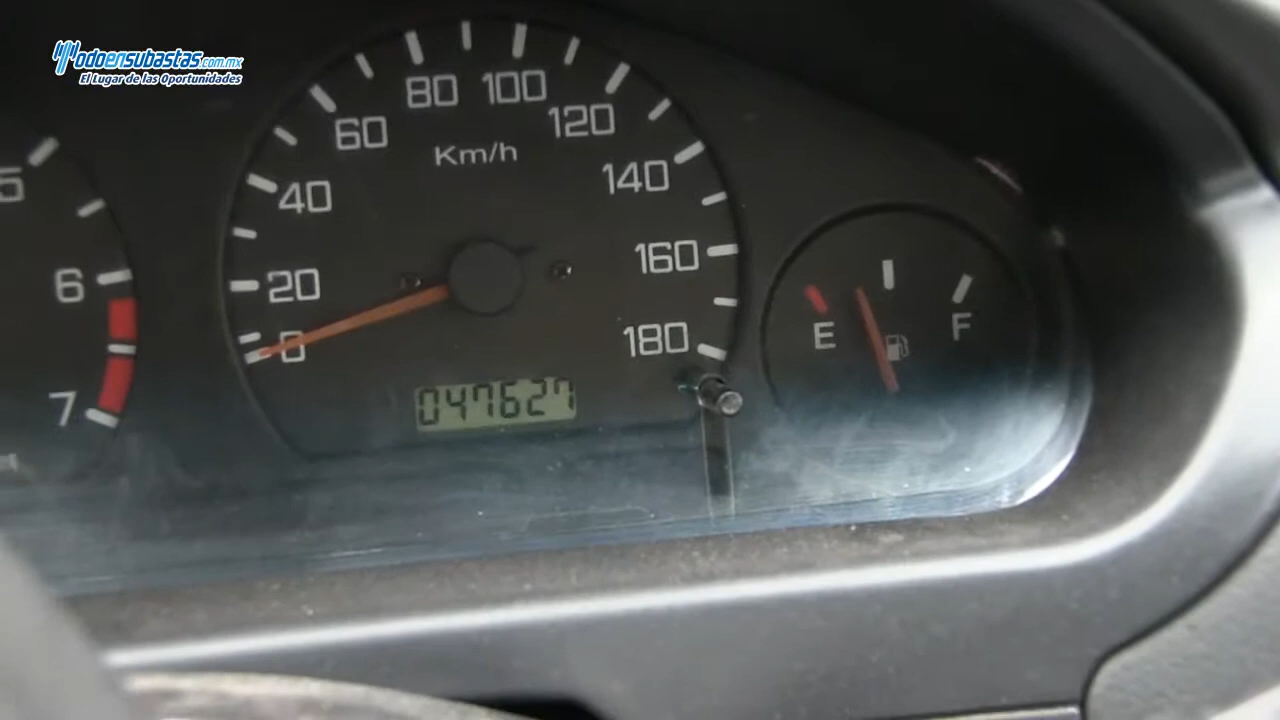 Todoensubastas.com.mx
El Lugar de las Oportunidades
80 100
60 120
Km/h
5 40 140
6 20 160
0 180
E F
7 047627